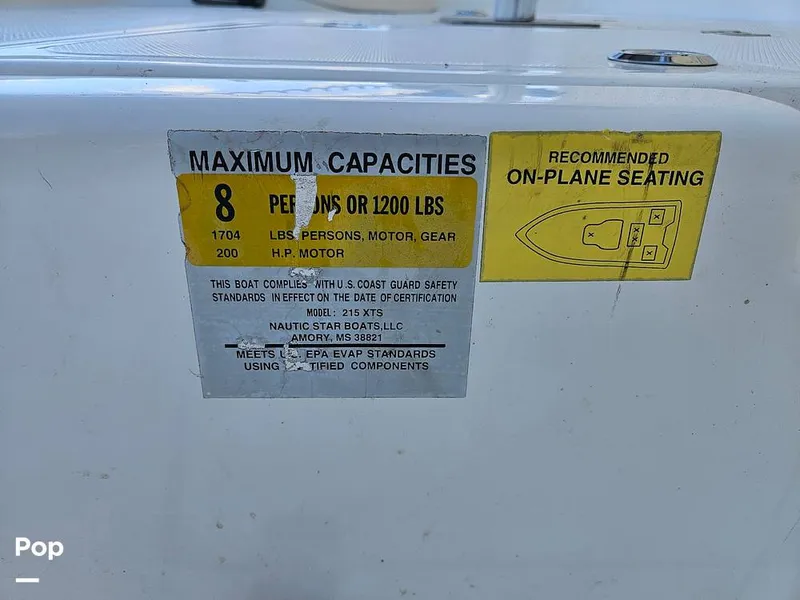 MAXIMUM CAPACITIES
8 OR 1200 LBS
1704 LBS. PERSONS, MOTOR, GEAR
200 H.P. MOTOR
THIS BOAT COMPLIES WITH U.S. COAST GUARD SAFETY
STANDARDS IN EFFECT ON THE DATE OF CERTIFICATION
MODEL: 215 XTS
NAUTIC STAR BOATS,LLC
AMORY, MS 38821
MEETS EPA EVAP STANDARDS
USING COMPONENTS
RECOMMENDED
ON-PLANE SEATING
Pop